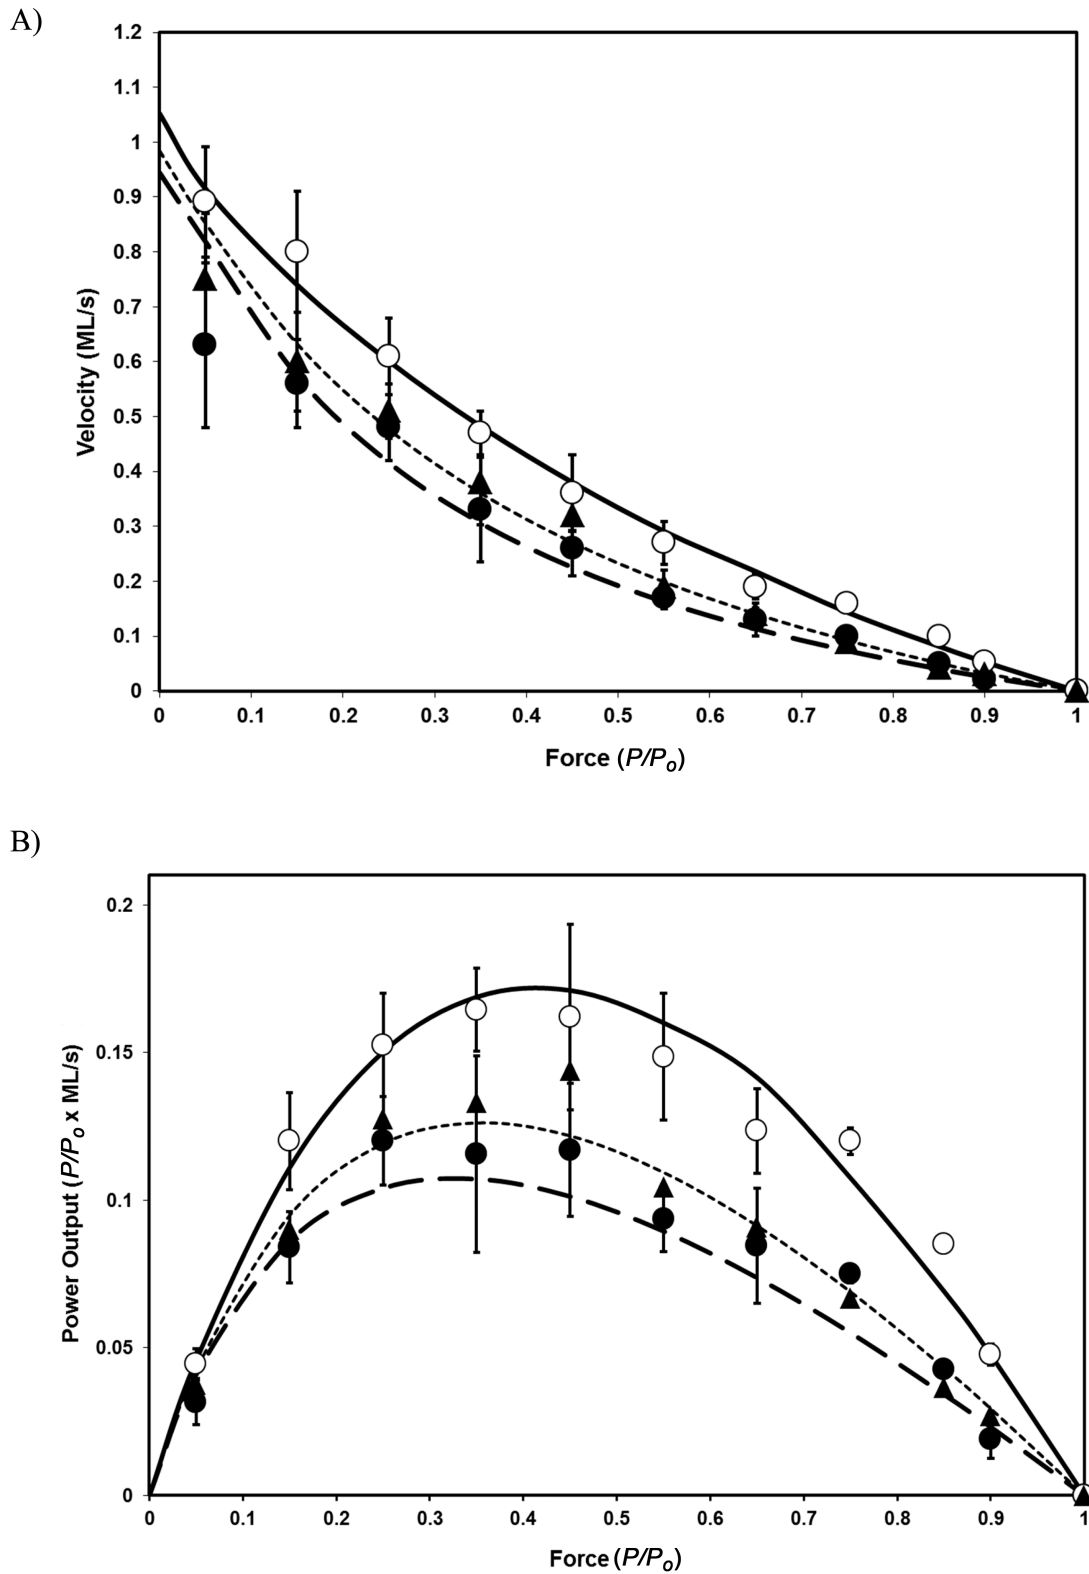 A)
1.2
1.1
1
0.9
0.8
0.7
0.6
0.5
0.4
0.3
0.2
0.1
0
Velocity (ML/s)
0 0.1 0.2 0.3 0.4 0.5 0.6 0.7 0.8 0.9 1
Force (P/Po)
B)
0.2
0.15
0.1
0.05
0
Power Output (P/Po x ML/s)
0 0.1 0.2 0.3 0.4 0.5 0.6 0.7 0.8 0.9 1
Force (P/Po)